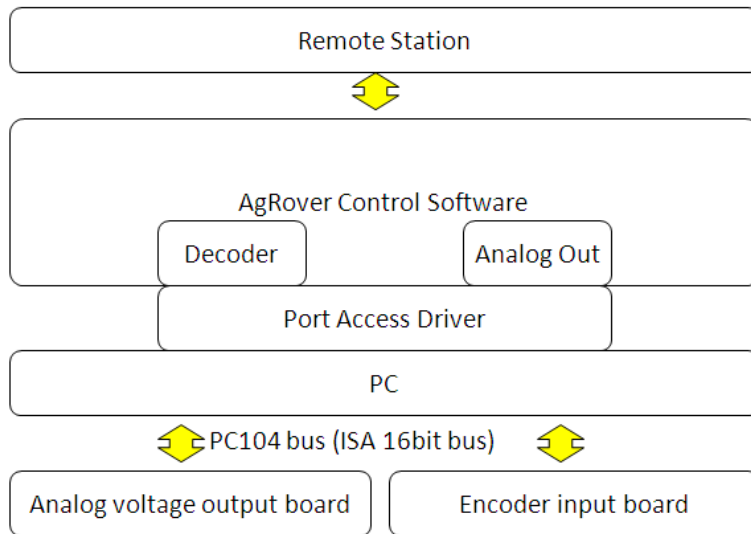 Remote Station
AgRover Control Software
Decoder
Analog Out
Port Access Driver
PC
PC104 bus (ISA 16bit bus)
Analog voltage output board
Encoder input board